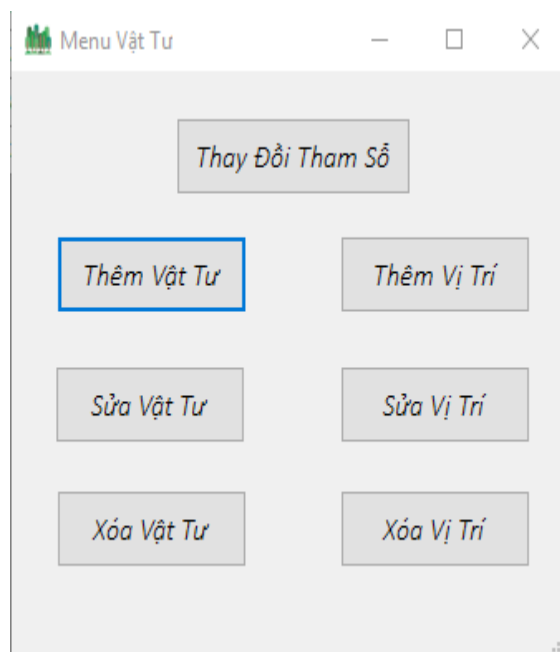 Menu Vật Tư
Thay Đổi Tham Sổ
Thêm Vật Tư
Thêm Vị Trí
Sửa Vật Tư
Sửa Vị Trí
Xóa Vật Tư
Xóa Vị Trí